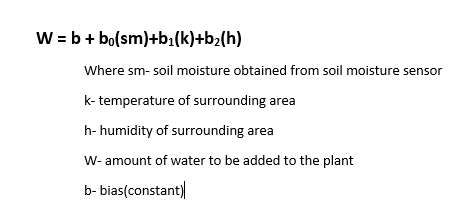 W = b + b₀(sm)+b₁(k)+b₂(h)
Where sm- soil moisture obtained from soil moisture sensor
k- temperature of surrounding area
h- humidity of surrounding area
W- amount of water to be added to the plant
b- bias(constant)